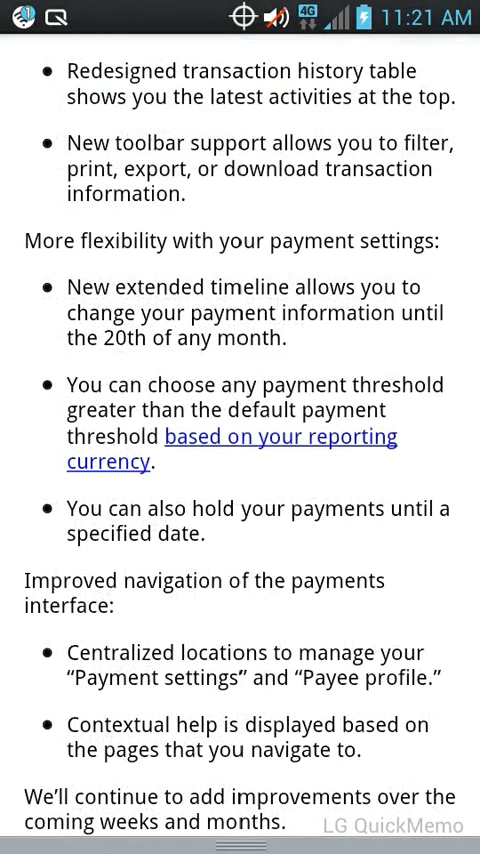 4G 11:21 AM
Redesigned transaction history table
shows you the latest activities at the top.
New toolbar support allows you to filter,
print, export, or download transaction
information.
More flexibility with your payment settings:
New extended timeline allows you to
change your payment information until
the 20th of any month.
You can choose any payment threshold
greater than the default payment
threshold based on your reporting
currency.
You can also hold your payments until a
specified date.
Improved navigation of the payments
interface:
Centralized locations to manage your
“Payment settings” and “Payee profile.”
Contextual help is displayed based on
the pages that you navigate to.
We’ll continue to add improvements over the
coming weeks and months.
LG QuickMemo